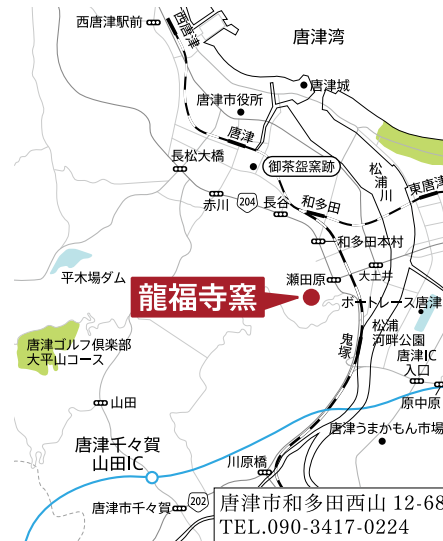 西唐津駅前
西唐津
唐津湾
唐津城
唐津市役所
唐津
御茶盌窯跡
松浦川
東唐津
長松大橋
204
赤川
長谷
和多田
和多田本村
大土井
瀬田原
平木場ダム
龍福寺窯
ボートレース唐津
鬼塚
松浦
河畔公園
唐津ゴルフ倶楽部
大平山コース
唐津IC
入口
原中原
山田
唐津うまかもん市場
唐津千々賀
山田IC
川原橋
唐津市千々賀
202
唐津市和多田西山 12-68
TEL.090-3417-0224